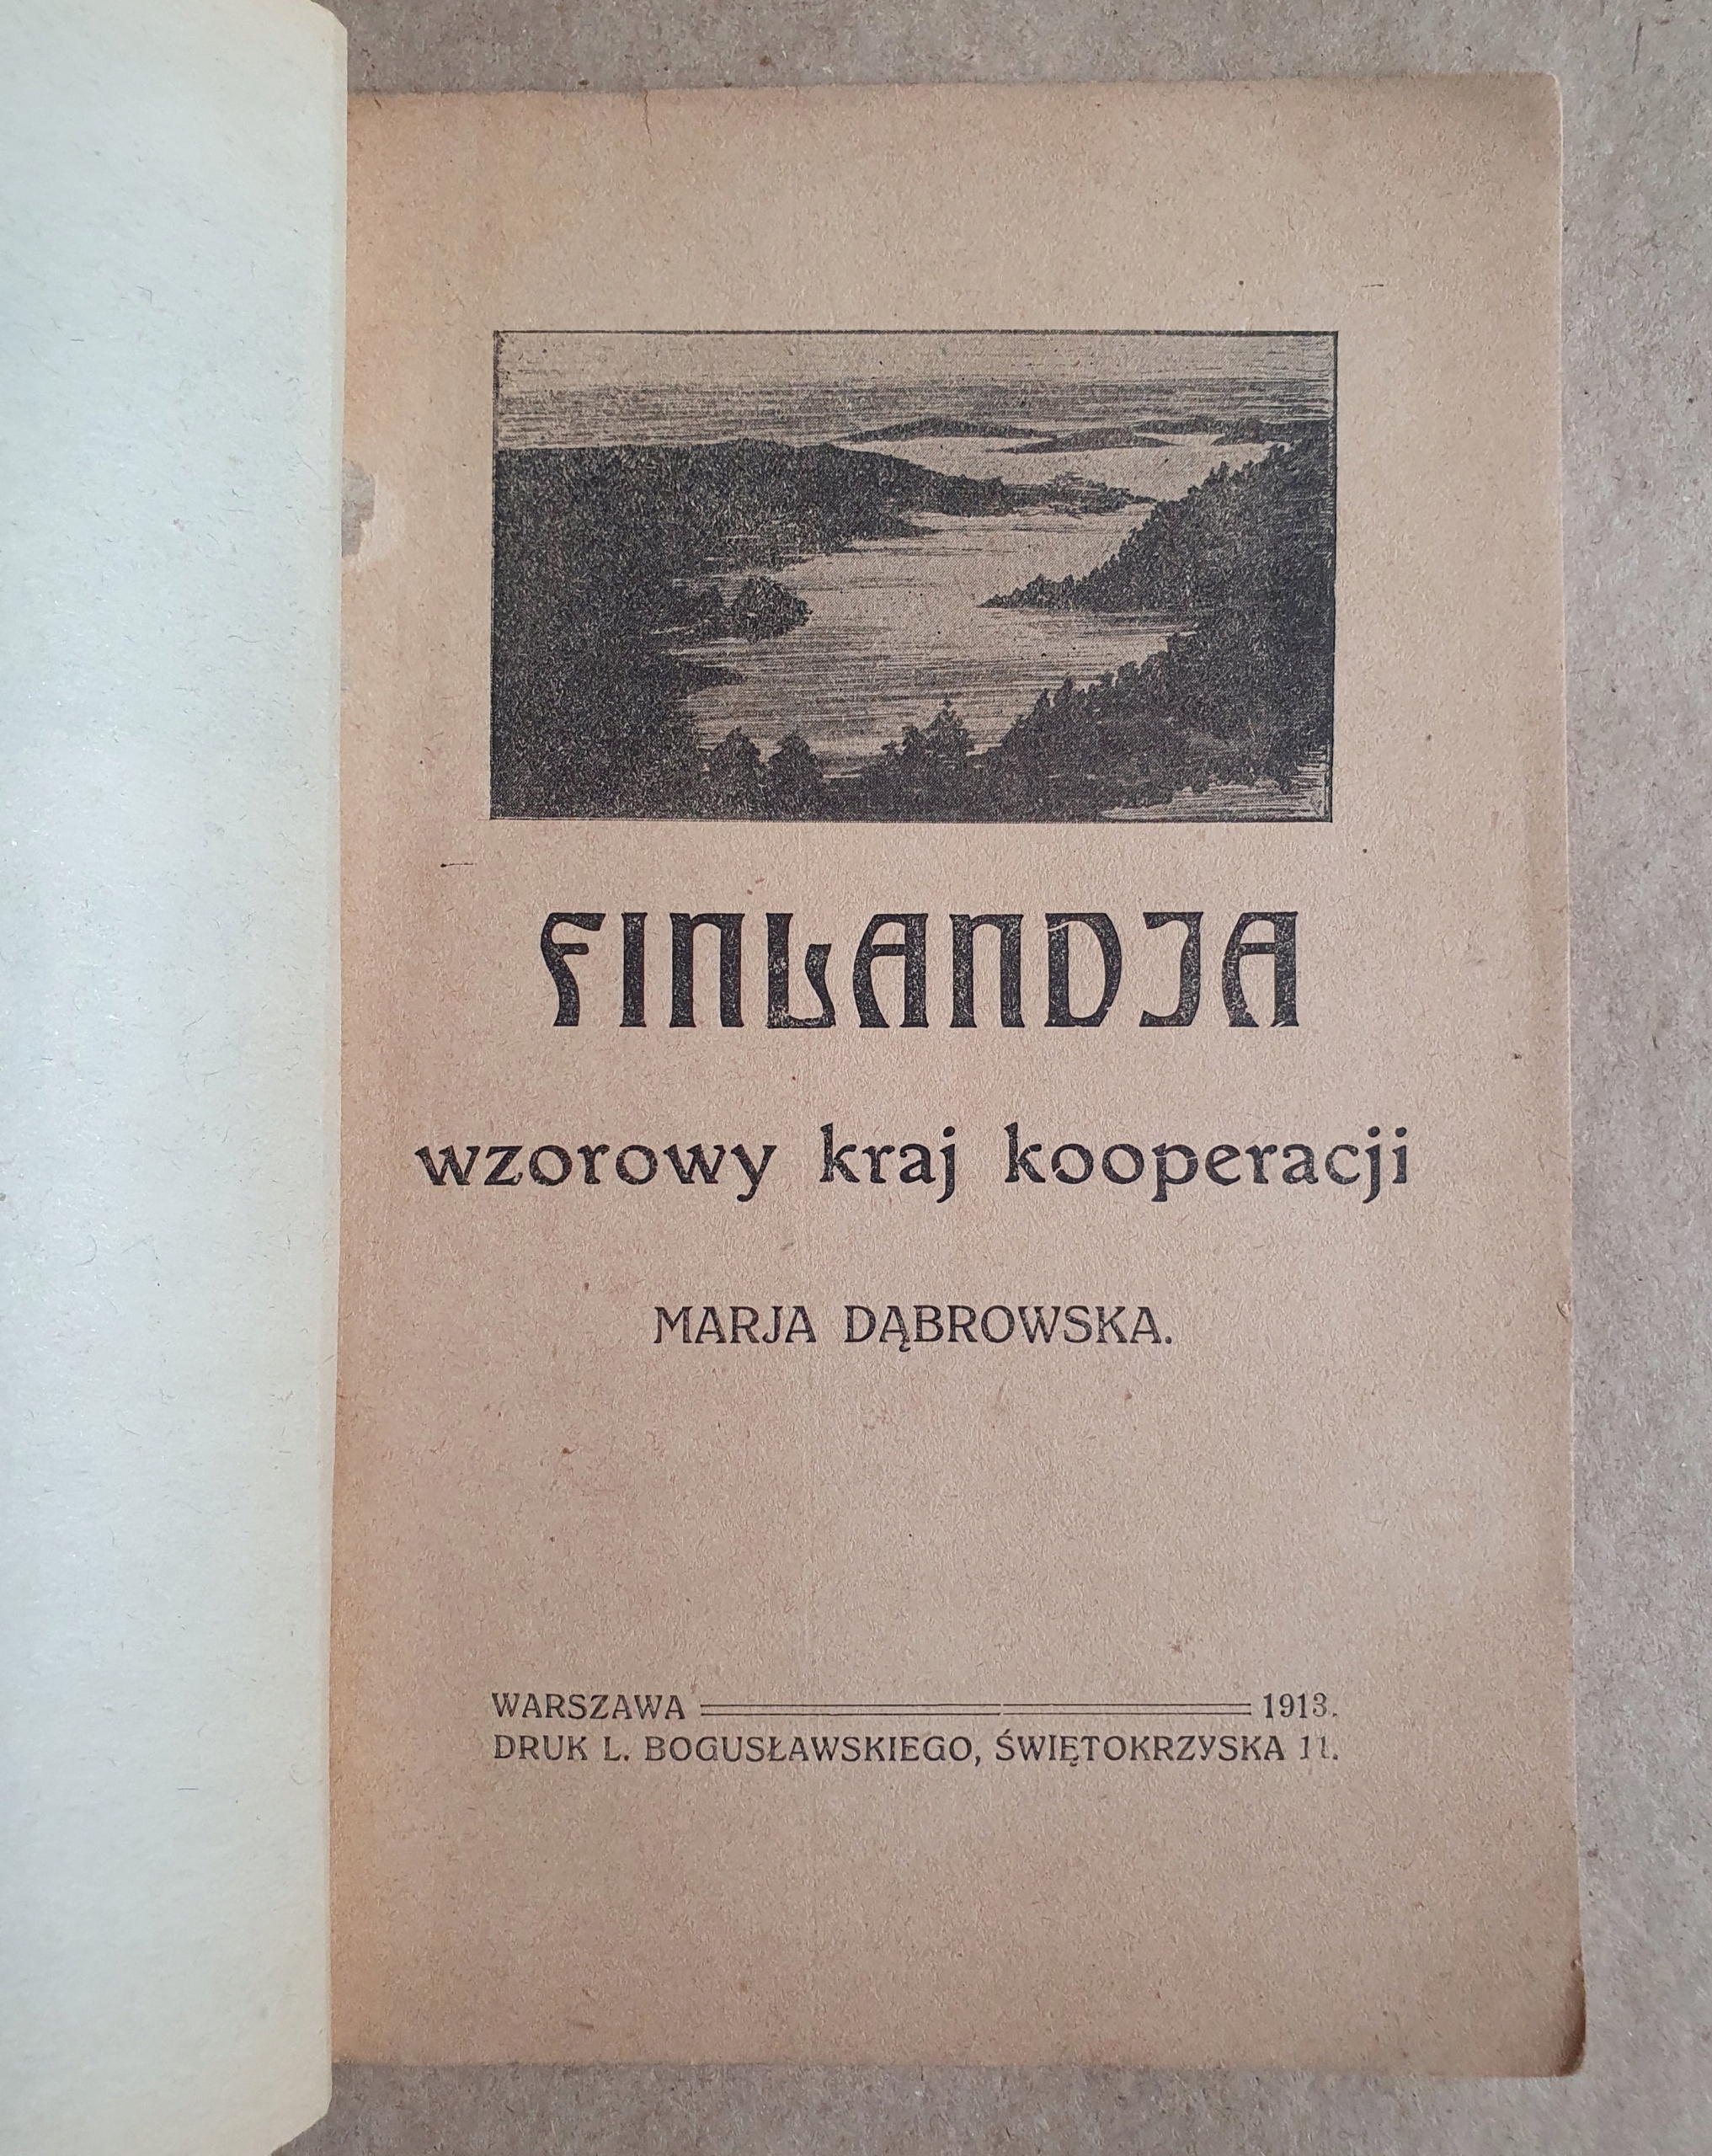 FINLANDJA
wzorowy kraj kooperacji
MARJA DĄBROWSKA.
WARSZAWA 1913.
DRUK L. BOGUSŁAWSKIEGO, ŚWIĘTOKRZYSKA 11.